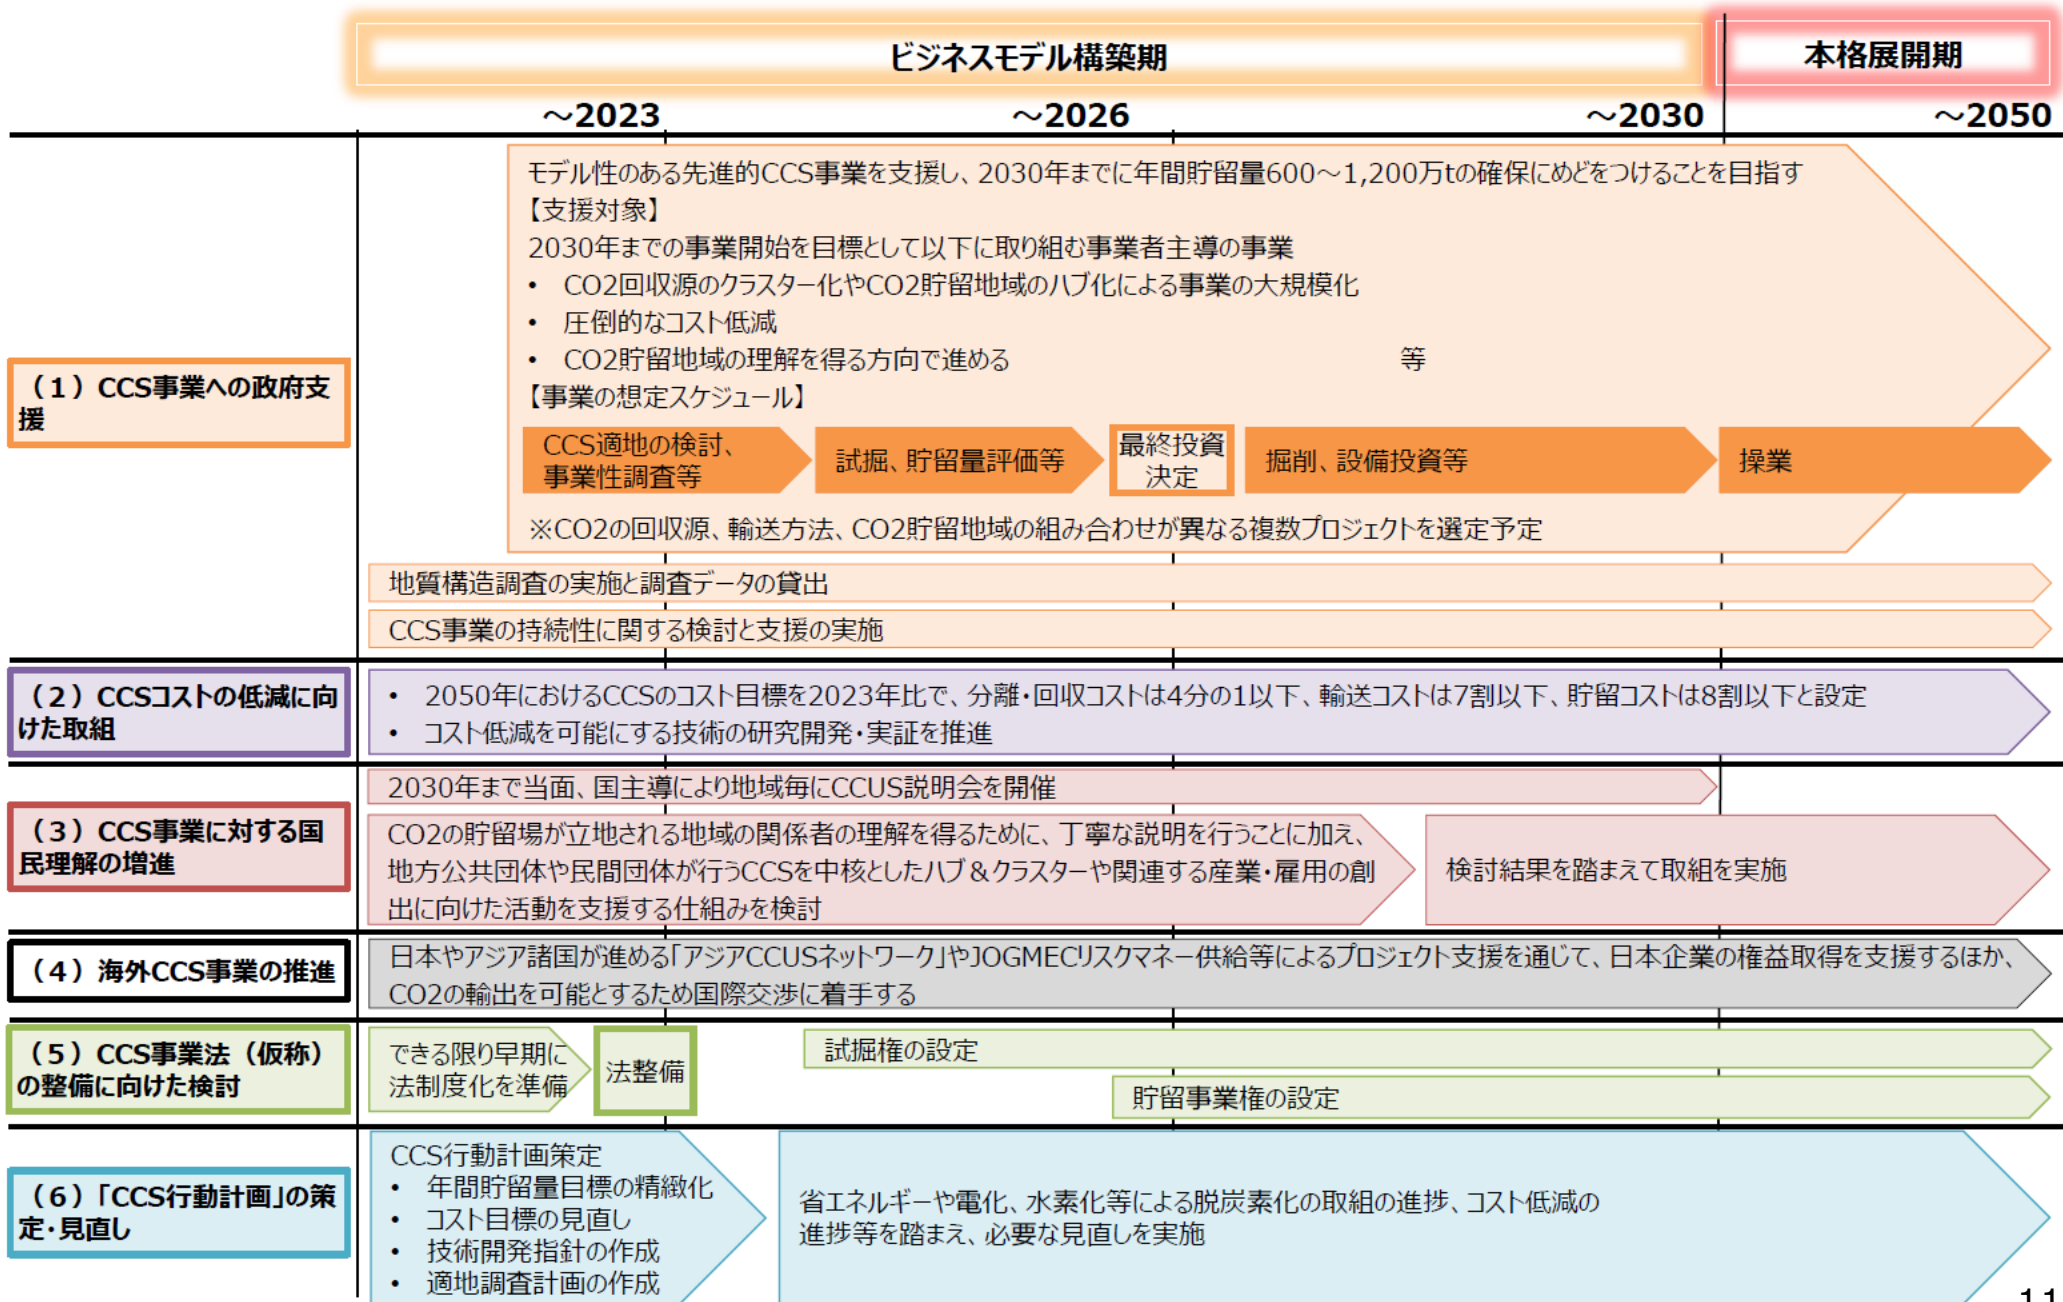 ビジネスモデル構築期
本格展開期
～2023
～2026
～2030
～2050
（1）CCS事業への政府支
援
モデル性のある先進的CCS事業を支援し、2030年までに年間貯留量600～1,200万tの確保にめどをつけることを目指す
【支援対象】
2030年までの事業開始を目標として以下に取り組む事業者主導の事業
• CO2回収源のクラスター化やCO2貯留地域のハブ化による事業の大規模化
• 圧倒的なコスト低減
• CO2貯留地域の理解を得る方向で進める 等
【事業の想定スケジュール】
CCS適地の検討、
事業性調査等
試掘、貯留量評価等
最終投資
決定
掘削、設備投資等
操業
※CO2の回収源、輸送方法、CO2貯留地域の組み合わせが異なる複数プロジェクトを選定予定
地質構造調査の実施と調査データの貸出
CCS事業の持続性に関する検討と支援の実施
（2）CCSコストの低減に向
けた取組
• 2050年におけるCCSのコスト目標を2023年比で、分離・回収コストは4分の1以下、輸送コストは7割以下、貯留コストは8割以下と設定
• コスト低減を可能にする技術の研究開発・実証を推進
（3）CCS事業に対する国
民理解の増進
2030年まで当面、国主導により地域毎にCCUS説明会を開催
CO2の貯留場が立地される地域の関係者の理解を得るために、丁寧な説明を行うことに加え、
地方公共団体や民間団体が行うCCSを中核としたハブ＆クラスターや関連する産業・雇用の創
出に向けた活動を支援する仕組みを検討
検討結果を踏まえて取組を実施
（4）海外CCS事業の推進
日本やアジア諸国が進める「アジアCCUSネットワーク」やJOGMECリスクマネー供給等によるプロジェクト支援を通じて、日本企業の権益取得を支援するほか、
CO2の輸出を可能とするため国際交渉に着手する
（5）CCS事業法（仮称）
の整備に向けた検討
できる限り早期に
法制度化を準備
法整備
試掘権の設定
貯留事業権の設定
（6）「CCS行動計画」の策
定・見直し
CCS行動計画策定
• 年間貯留量目標の精緻化
• コスト目標の見直し
• 技術開発指針の作成
• 適地調査計画の作成
省エネルギーや電化、水素化等による脱炭素化の取組の進捗、コスト低減の
進捗等を踏まえ、必要な見直しを実施
11